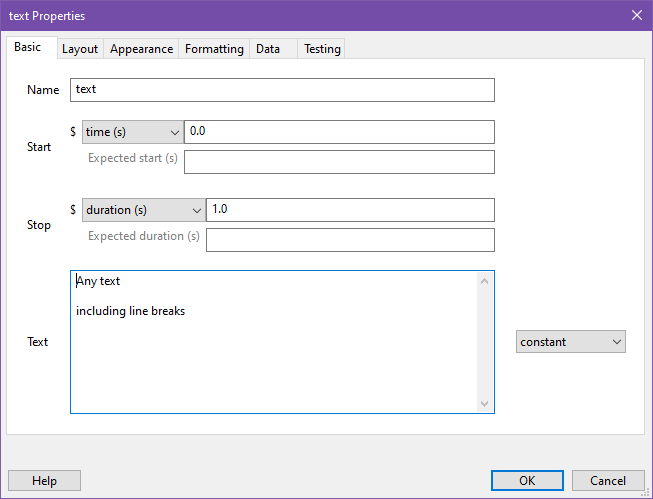 text Properties
Basic Layout Appearance Formatting Data Testing
Name text
Start $ time (s) 0.0
Expected start (s)
Stop $ duration (s) 1.0
Expected duration (s)
Any text
including line breaks
Text constant
Help OK Cancel